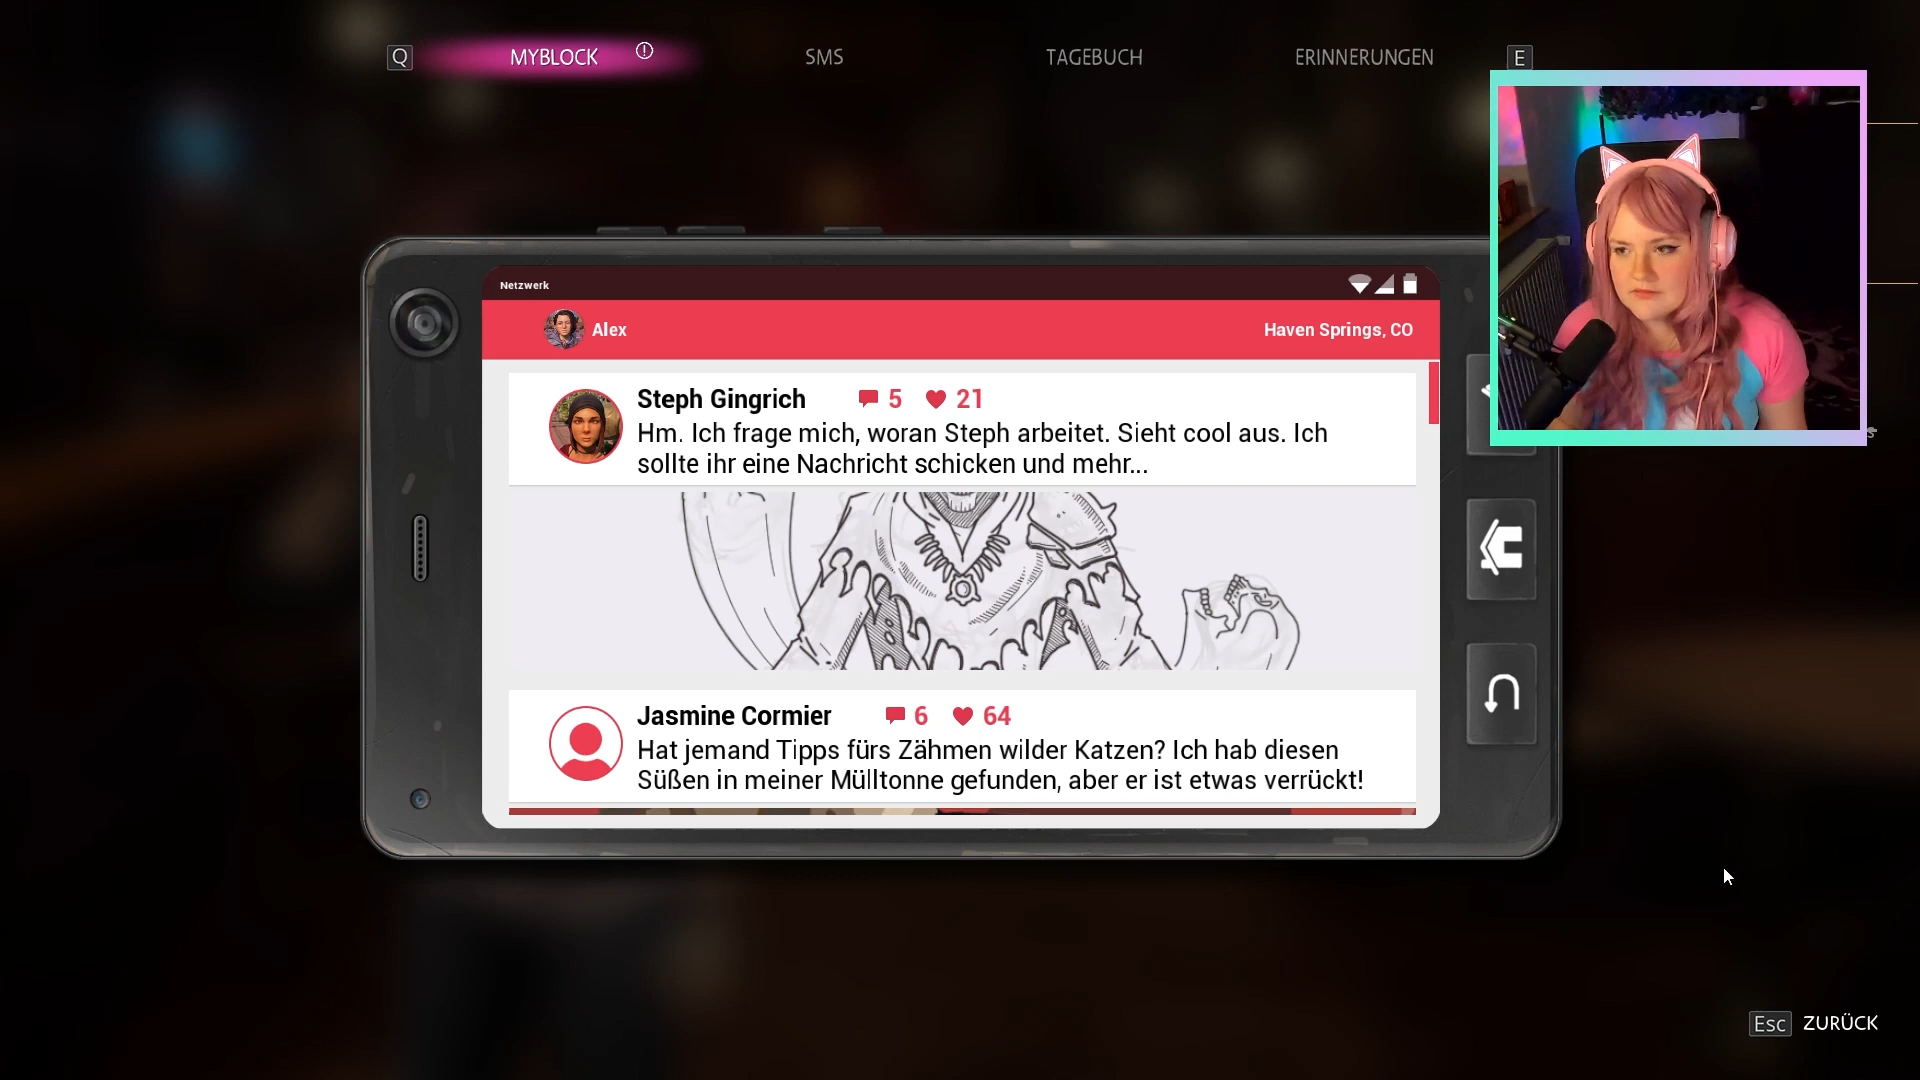 Q MYBLOCK SMS TAGEBUCH ERINNERUNGEN E
Netzwerk
Alex Haven Springs, CO
Steph Gingrich 5 21
Hm. Ich frage mich, woran Steph arbeitet. Sieht cool aus. Ich
sollte ihr eine Nachricht schicken und mehr...
Jasmine Cormier 6 64
Hat jemand Tipps fürs Zähmen wilder Katzen? Ich hab diesen
Süßen in meiner Mülltonne gefunden, aber er ist etwas verrückt!
Esc ZURÜCK